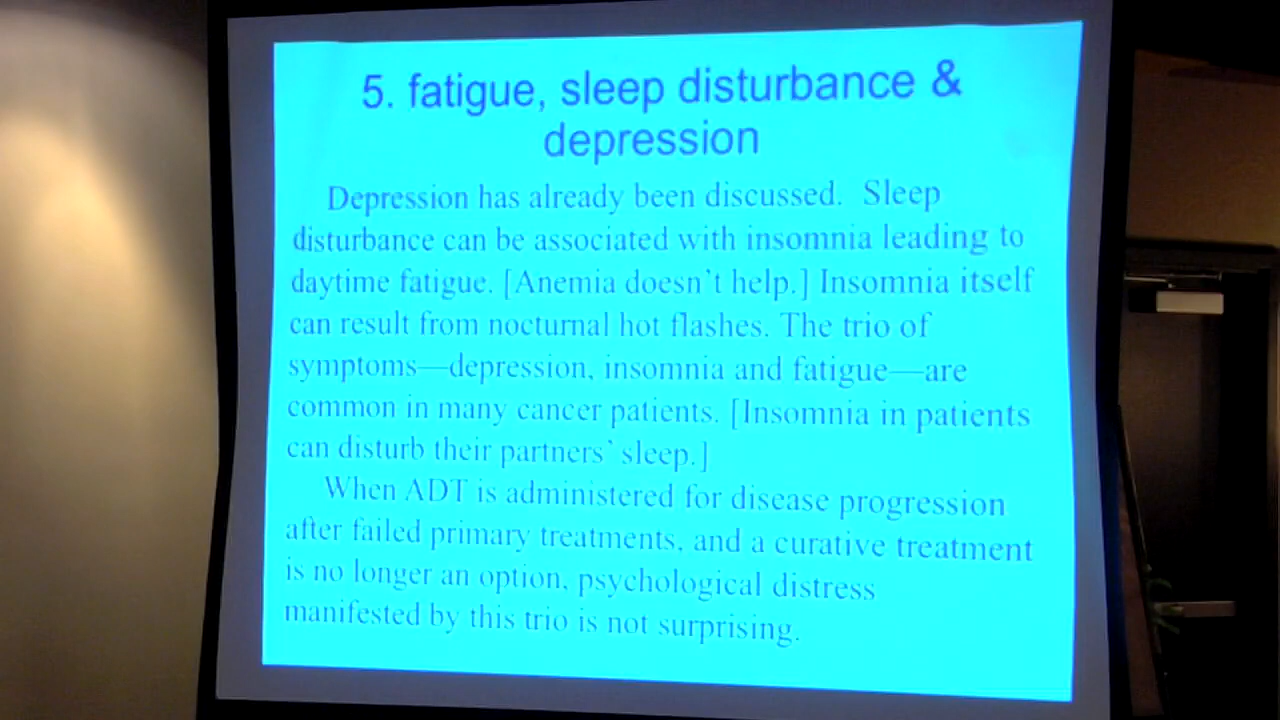 5. fatigue, sleep disturbance &
depression
Depression has already been discussed. Sleep
disturbance can be associated with insomnia leading to
daytime fatigue. [Anemia doesn't help.] Insomnia itself
can result from nocturnal hot flashes. The trio of
symptoms—depression, insomnia and fatigue—are
common in many cancer patients. [Insomnia in patients
can disturb their partners' sleep.]
When ADT is administered for disease progression
after failed primary treatments, and a curative treatment
is no longer an option, psychological distress
manifested by this trio is not surprising.